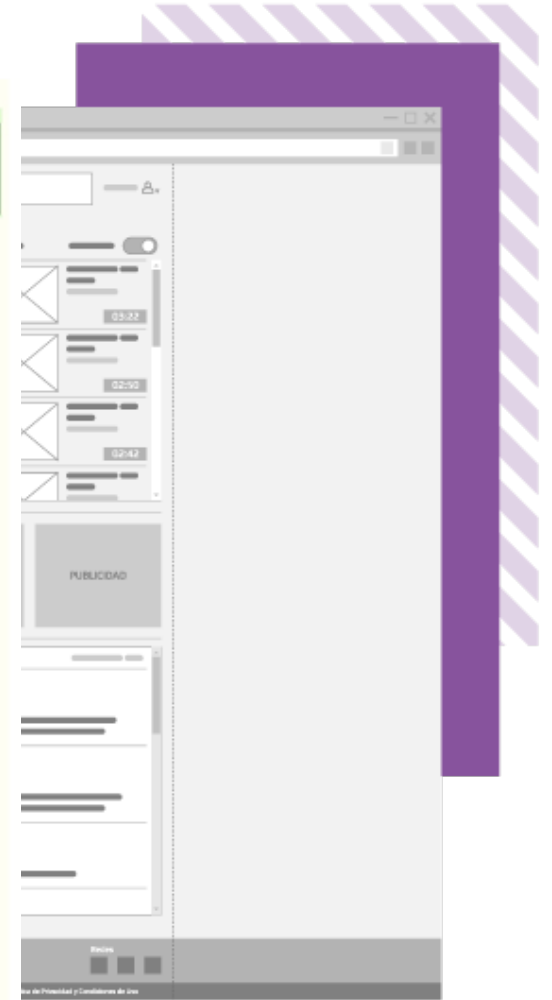 03:22
02:50
02:42
PUBLICIDAD
Redes
de Privacidad y Condiciones de Uso